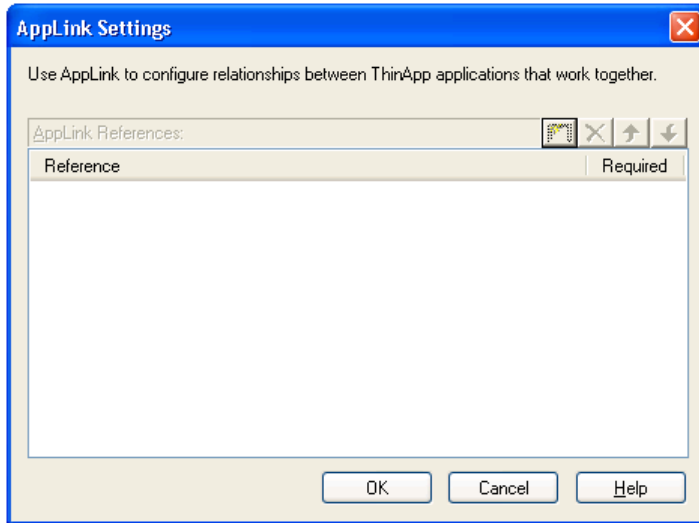 AppLink Settings
Use AppLink to configure relationships between ThinApp applications that work together.
AppLink References:
Reference Required
OK Cancel Help